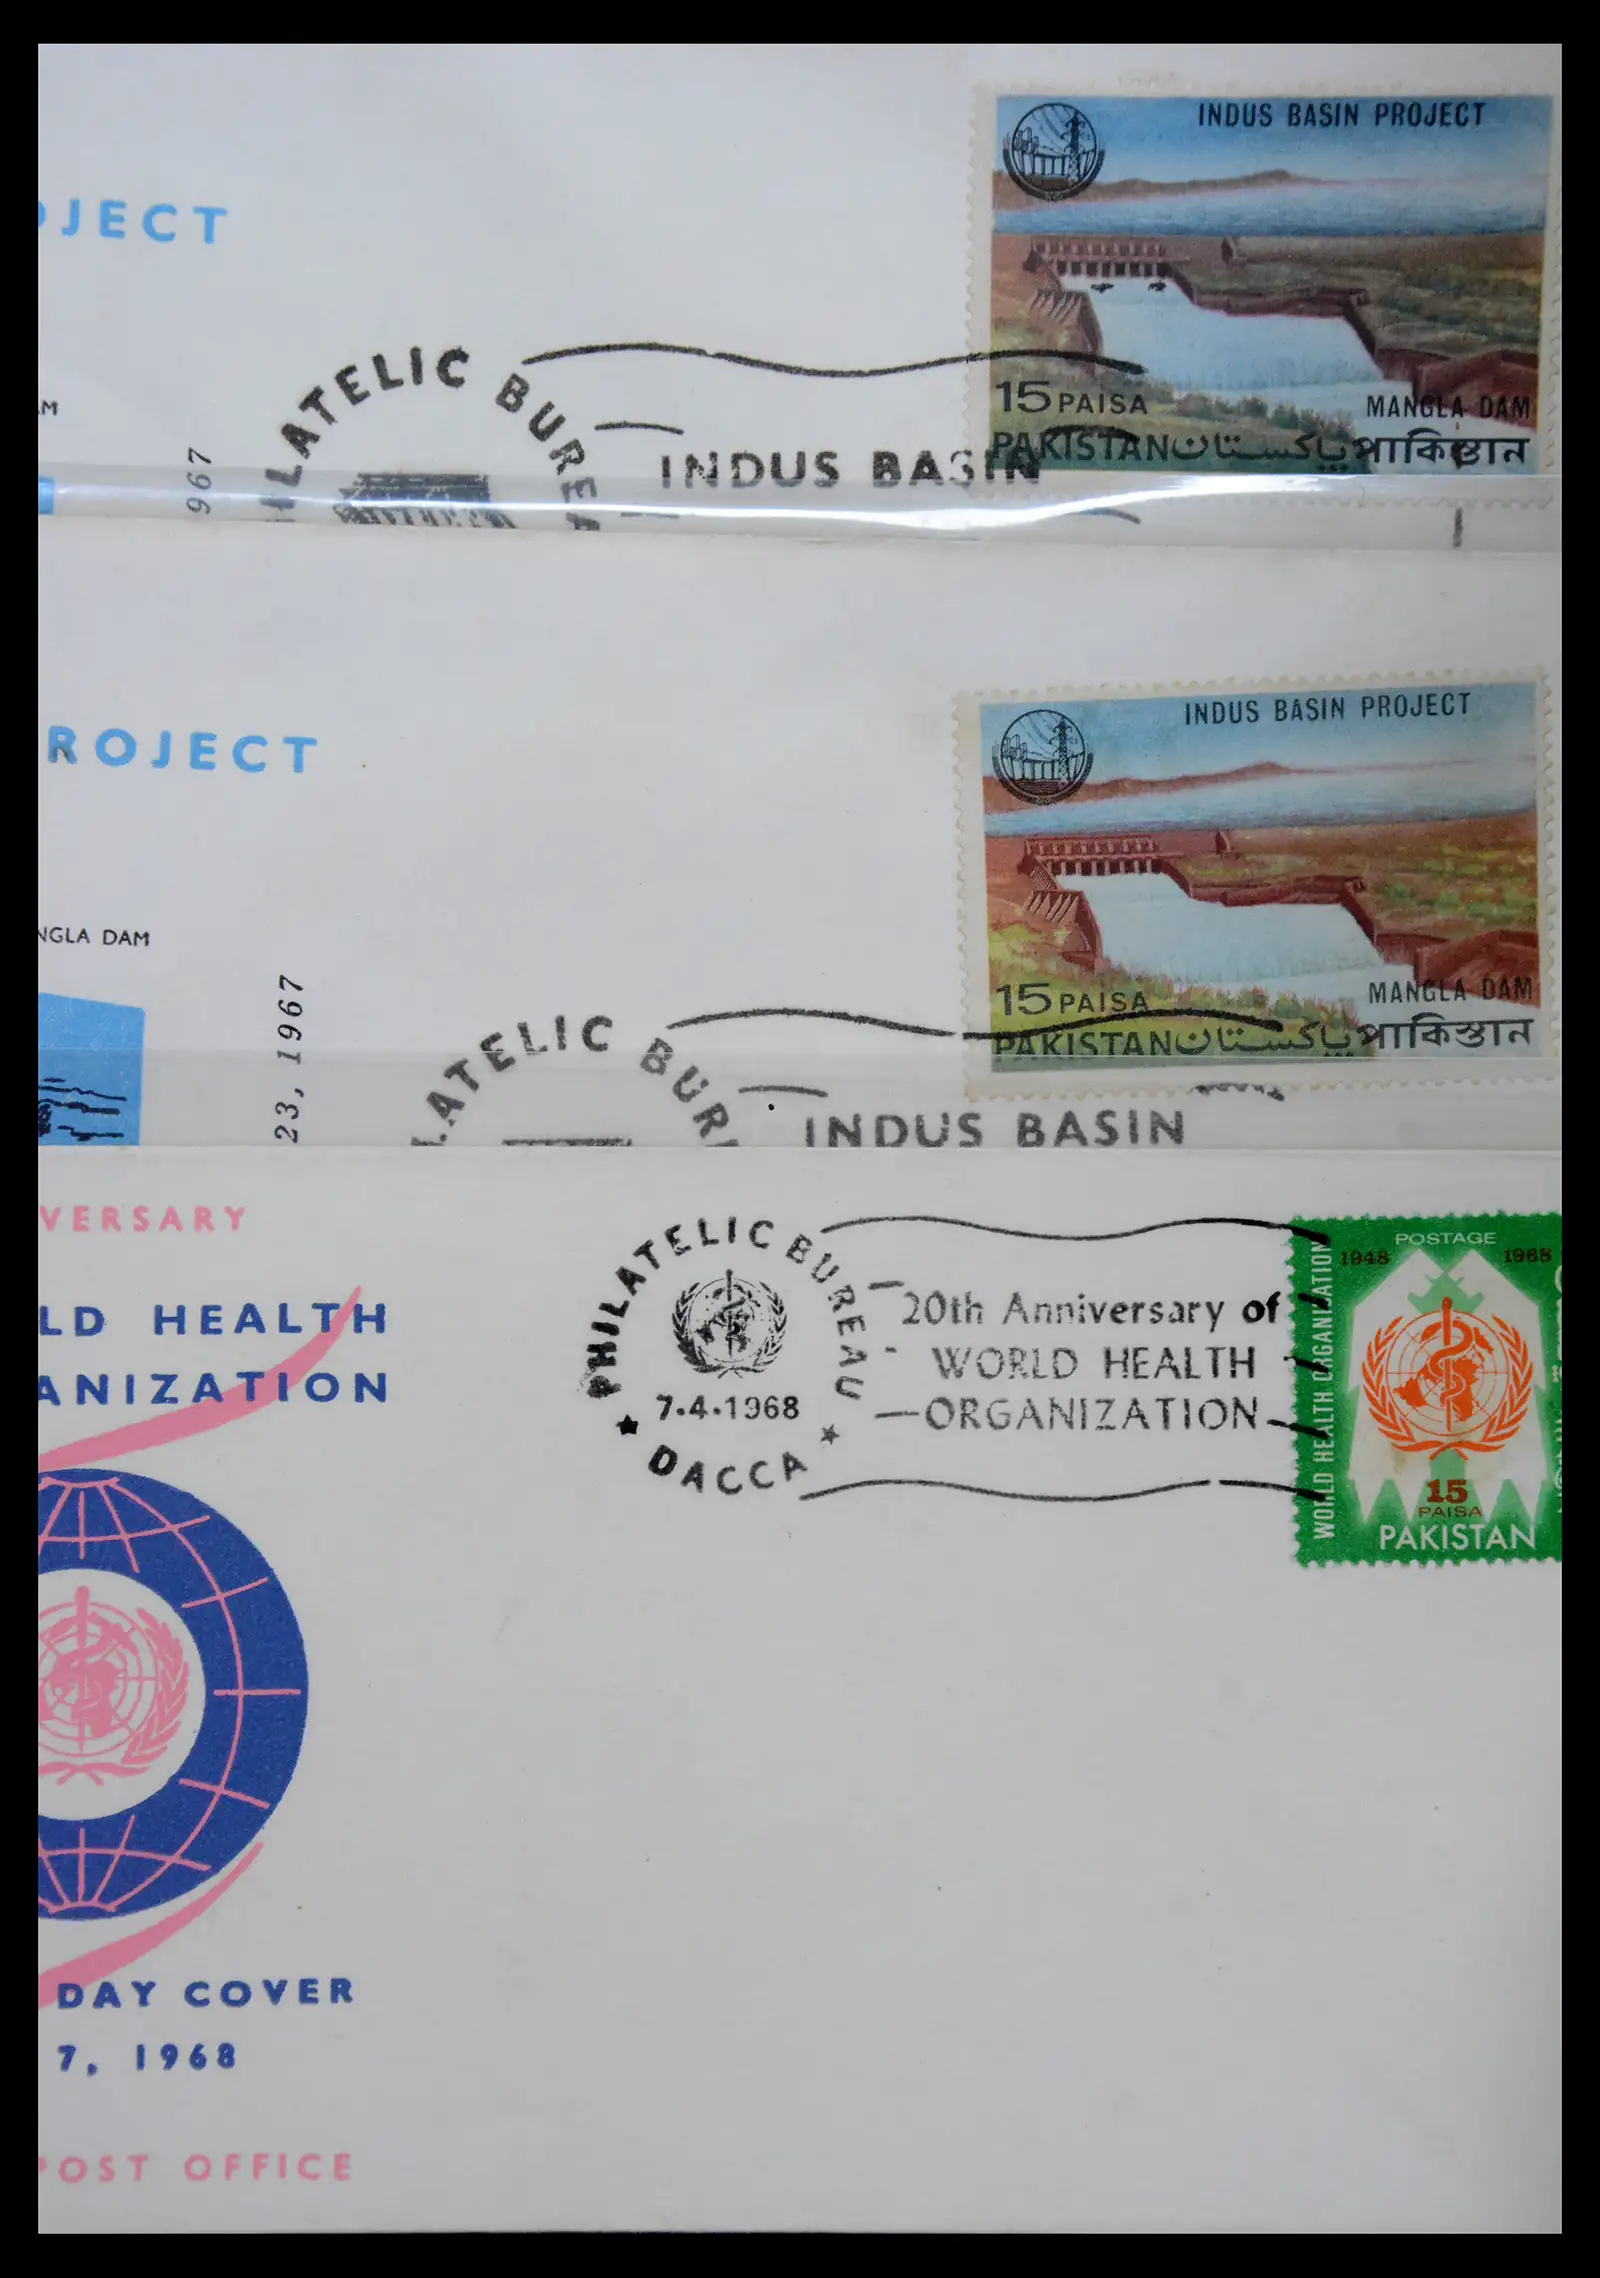 INDUS BASIN PROJECT
JECT
15 PAISA
MANGLA DAM
PAKISTAN پاکستان পাকিস্তান
LATELIC BUREA
INDUS BASIN
967
INDUS BASIN PROJECT
ROJECT
NGLA DAM
15 PAISA
MANGLA DAM
PAKISTAN پاکستان পাকিস্তান
23, 1967
LATELIC BUR
INDUS BASIN
VERSARY
LD HEALTH
ANIZATION
PHILATELIC BUREAU
7.4.1968
DACCA
20th Anniversary of
WORLD HEALTH
ORGANIZATION
POSTAGE
1948 1968
WORLD HEALTH ORGANIZATION
15
PAISA
PAKISTAN
DAY COVER
7, 1968
POST OFFICE